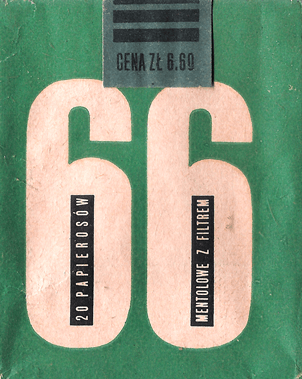 CENA ZŁ 6.60
66
20 PAPIEROSÓW
MENTOLOWE Z FILTREM